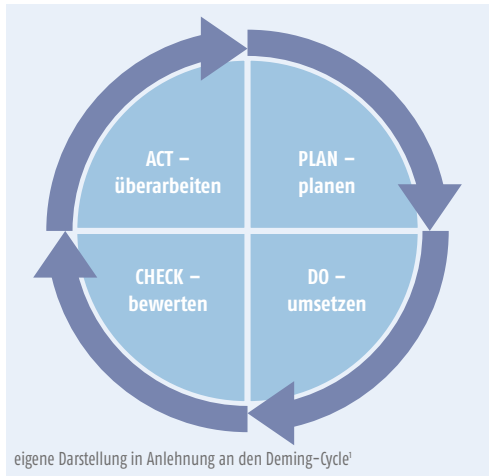 ACT –
überarbeiten
PLAN –
planen
CHECK –
bewerten
DO –
umsetzen
eigene Darstellung in Anlehnung an den Deming-Cycle¹